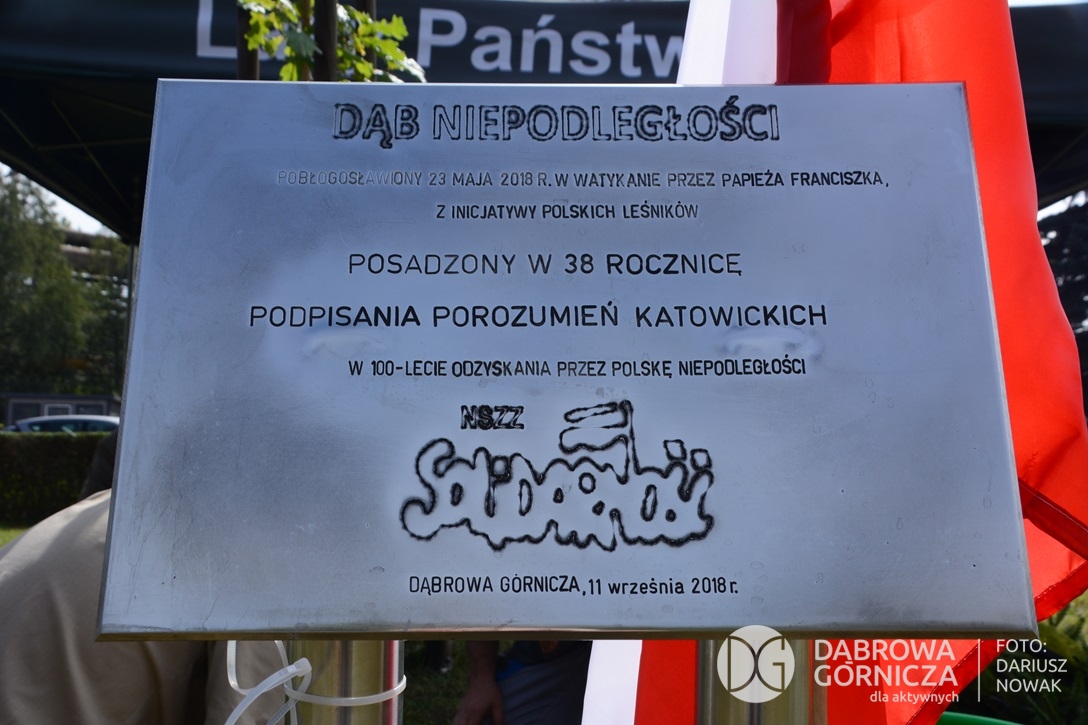 Państw
DĄB NIEPODLEGŁOŚCI
POBŁOGOSŁAWIONY 23 MAJA 2018 R. W WATYKANIE PRZEZ PAPIEŻA FRANCISZKA,
Z INICJATYWY POLSKICH LEŚNIKÓW
POSADZONY W 38 ROCZNICĘ
PODPISANIA POROZUMIEŃ KATOWICKICH
W 100-LECIE ODZYSKANIA PRZEZ POLSKĘ NIEPODLEGŁOŚCI
NSZZ
Solidarność
DĄBROWA GÓRNICZA, 11 września 2018 r.
DG DĄBROWA GÓRNICZA
dla aktywnych
FOTO:
DARIUSZ
NOWAK